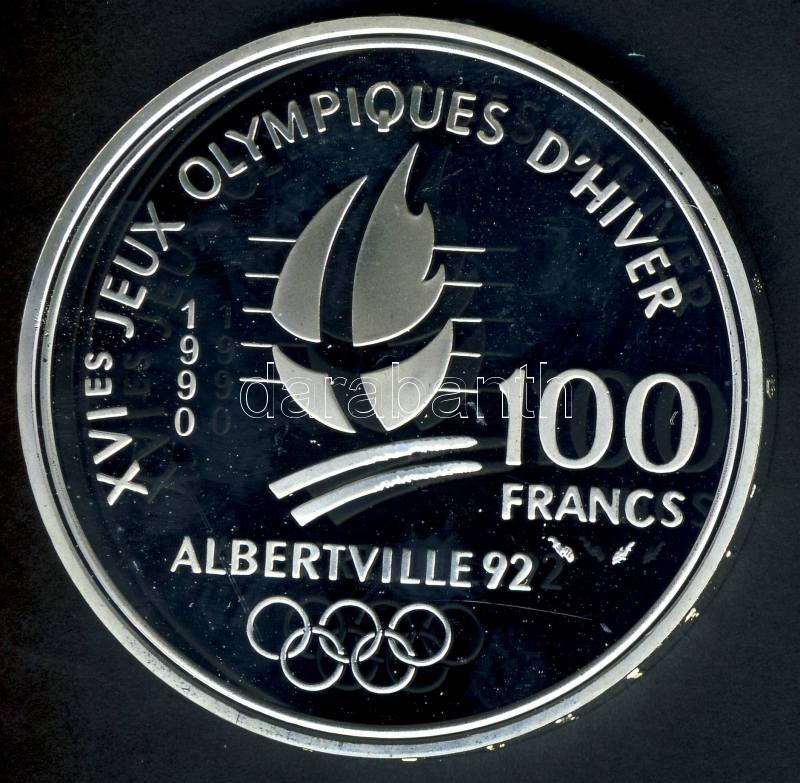 XVIES JEUX OLYMPIQUES D'HIVER
1990
100
FRANCS
ALBERTVILLE 92
darabanth